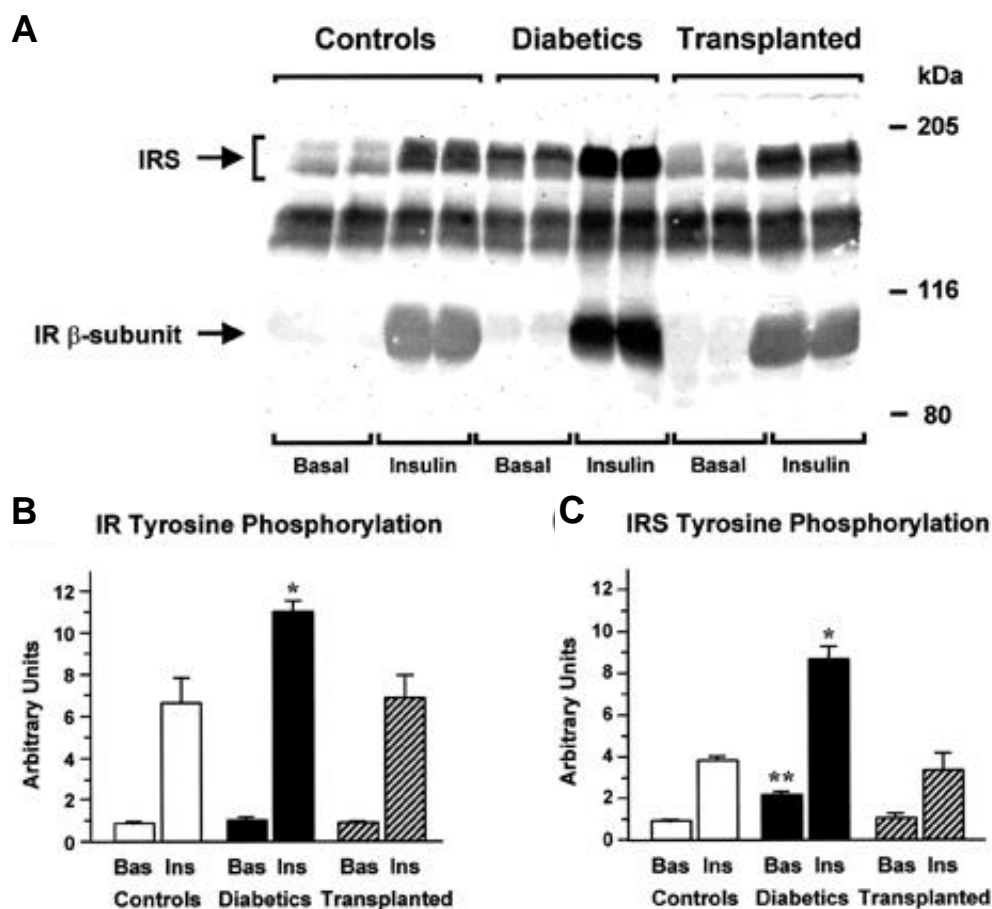 A
Controls Diabetics Transplanted
kDa
205
IRS
116
IR β-subunit
80
Basal Insulin Basal Insulin Basal Insulin
B
IR Tyrosine Phosphorylation
Arbitrary Units
12
10
8
6
4
2
0
*
Bas Ins Bas Ins Bas Ins
Controls Diabetics Transplanted
C
IRS Tyrosine Phosphorylation
Arbitrary Units
12
10
8
6
4
2
0
**
*
Bas Ins Bas Ins Bas Ins
Controls Diabetics Transplanted